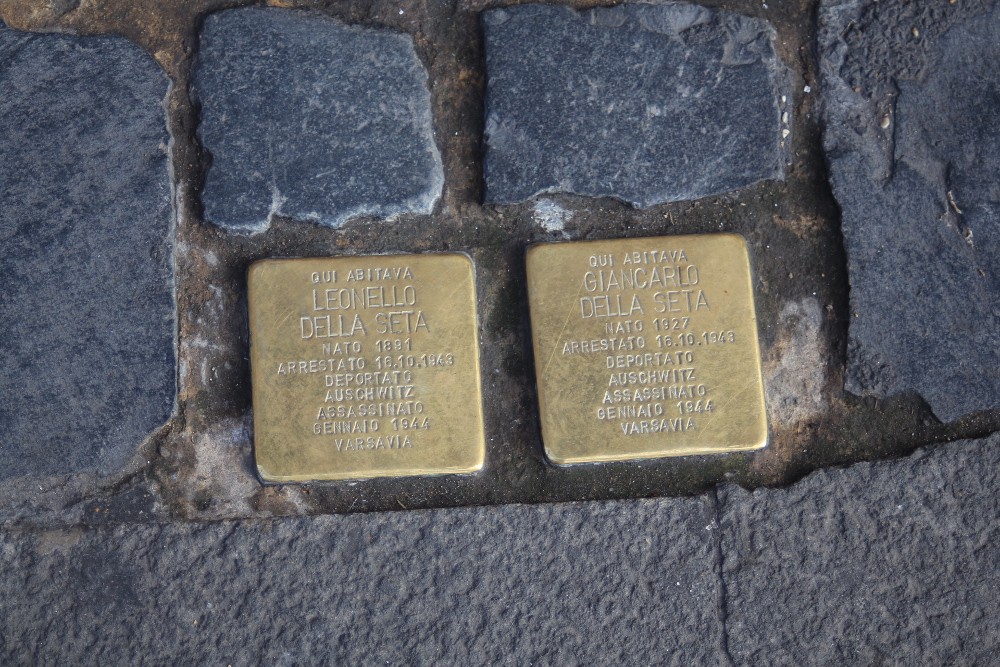 QUI ABITAVA
LEONELLO
DELLA SETA
NATO 1891
ARRESTATO 16.10.1943
DEPORTATO
AUSCHWITZ
ASSASSINATO
GENNAIO 1944
VARSAVIA
QUI ABITAVA
GIANCARLO
DELLA SETA
NATO 1927
ARRESTATO 16.10.1943
DEPORTATO
AUSCHWITZ
ASSASSINATO
GENNAIO 1944
VARSAVIA